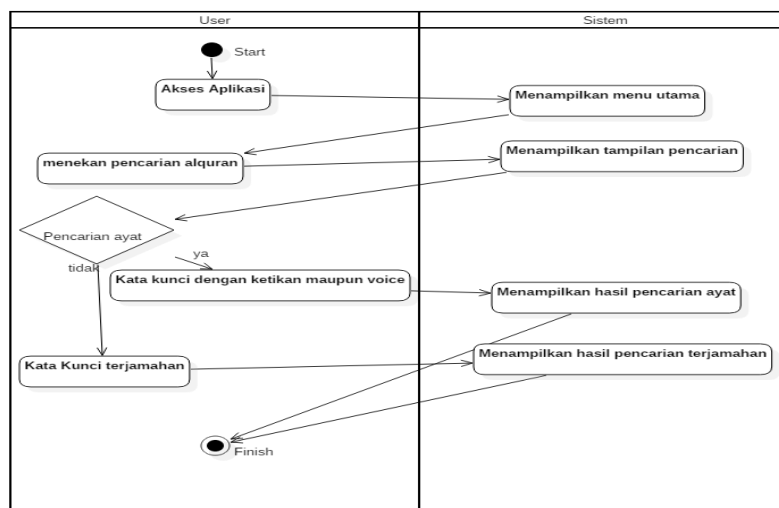 User
Sistem
Start
Akses Aplikasi
Menampilkan menu utama
menekan pencarian alquran
Menampilkan tampilan pencarian
Pencarian ayat
ya
tidak
Kata kunci dengan ketikan maupun voice
Menampilkan hasil pencarian ayat
Kata Kunci terjamahan
Menampilkan hasil pencarian terjamahan
Finish